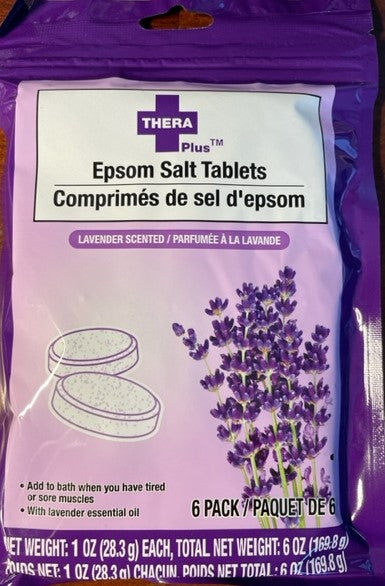 THERA
Plus™
Epsom Salt Tablets
Comprimés de sel d'epsom
LAVENDER SCENTED / PARFUMÉE À LA LAVANDE
• Add to bath when you have tired
or sore muscles
• With lavender essential oil
6 PACK / PAQUET DE 6
NET WEIGHT: 1 OZ (28.3 g) EACH, TOTAL NET WEIGHT: 6 OZ (169.8 g)
POIDS NET: 1 OZ (28.3 g) CHACUN, POIDS NET TOTAL : 6 OZ (169.8 g)